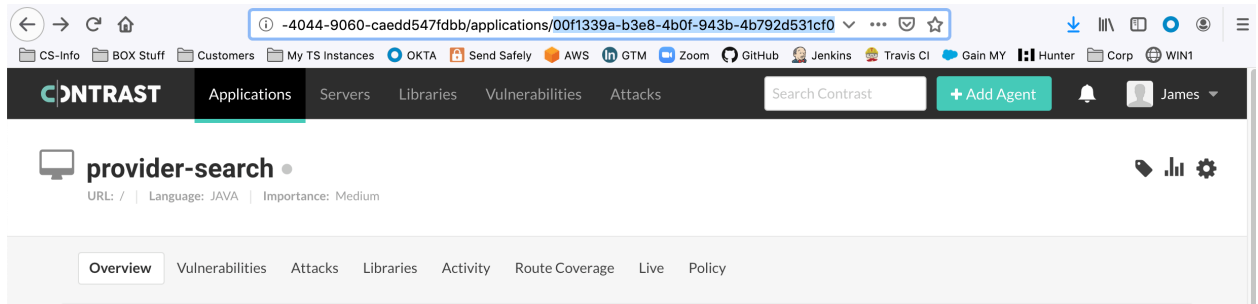 -4044-9060-caedd547fdbb/applications/00f1339a-b3e8-4b0f-943b-4b792d531cf0
CS-Info BOX Stuff Customers My TS Instances OKTA Send Safely AWS GTM Zoom GitHub Jenkins Travis CI Gain MY Hunter Corp WIN1
CONTRAST Applications Servers Libraries Vulnerabilities Attacks Search Contrast + Add Agent James
provider-search
URL: / Language: JAVA Importance: Medium
Overview Vulnerabilities Attacks Libraries Activity Route Coverage Live Policy